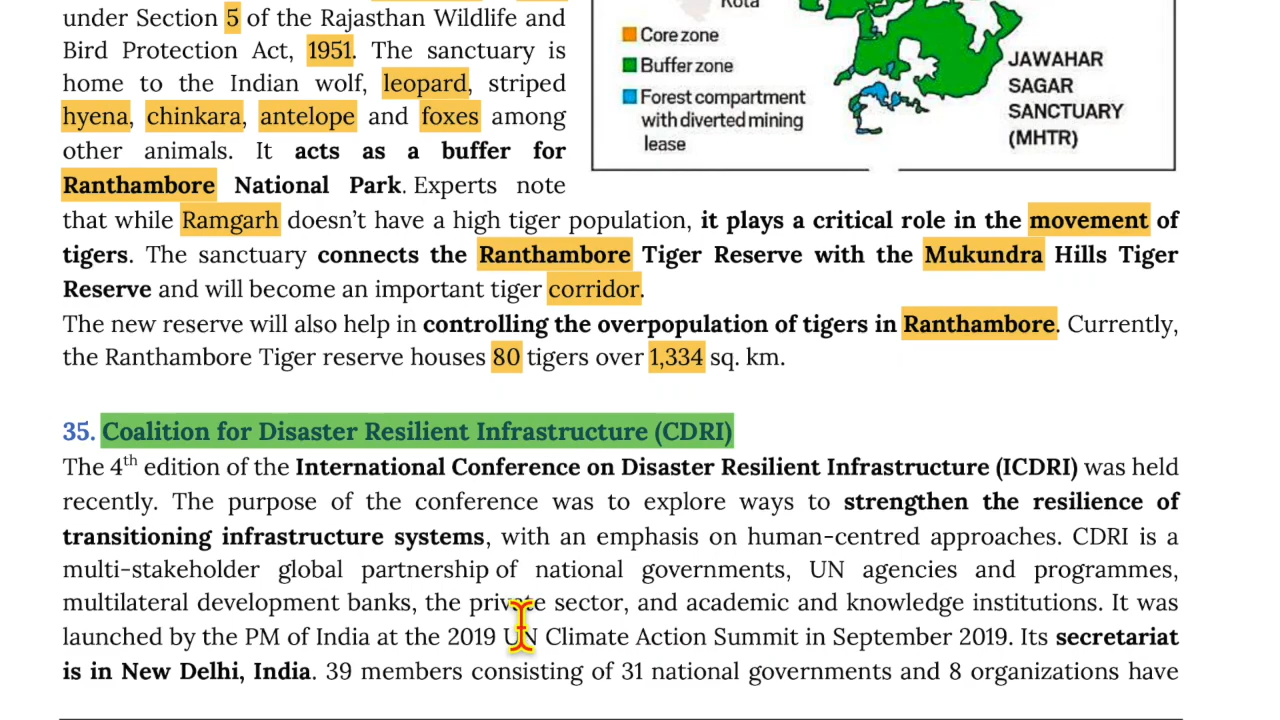 under Section 5 of the Rajasthan Wildlife and
Bird Protection Act, 1951. The sanctuary is
home to the Indian wolf, leopard, striped
hyena, chinkara, antelope and foxes among
other animals. It acts as a buffer for
Ranthambore National Park. Experts note
Kota
Core zone
Buffer zone
Forest compartment
with diverted mining
lease
JAWAHAR
SAGAR
SANCTUARY
(MHTR)
that while Ramgarh doesn’t have a high tiger population, it plays a critical role in the movement of
tigers. The sanctuary connects the Ranthambore Tiger Reserve with the Mukundra Hills Tiger
Reserve and will become an important tiger corridor.
The new reserve will also help in controlling the overpopulation of tigers in Ranthambore. Currently,
the Ranthambore Tiger reserve houses 80 tigers over 1,334 sq. km.
35. Coalition for Disaster Resilient Infrastructure (CDRI)
The 4th edition of the International Conference on Disaster Resilient Infrastructure (ICDRI) was held
recently. The purpose of the conference was to explore ways to strengthen the resilience of
transitioning infrastructure systems, with an emphasis on human-centred approaches. CDRI is a
multi-stakeholder global partnership of national governments, UN agencies and programmes,
multilateral development banks, the private sector, and academic and knowledge institutions. It was
launched by the PM of India at the 2019 UN Climate Action Summit in September 2019. Its secretariat
is in New Delhi, India. 39 members consisting of 31 national governments and 8 organizations have